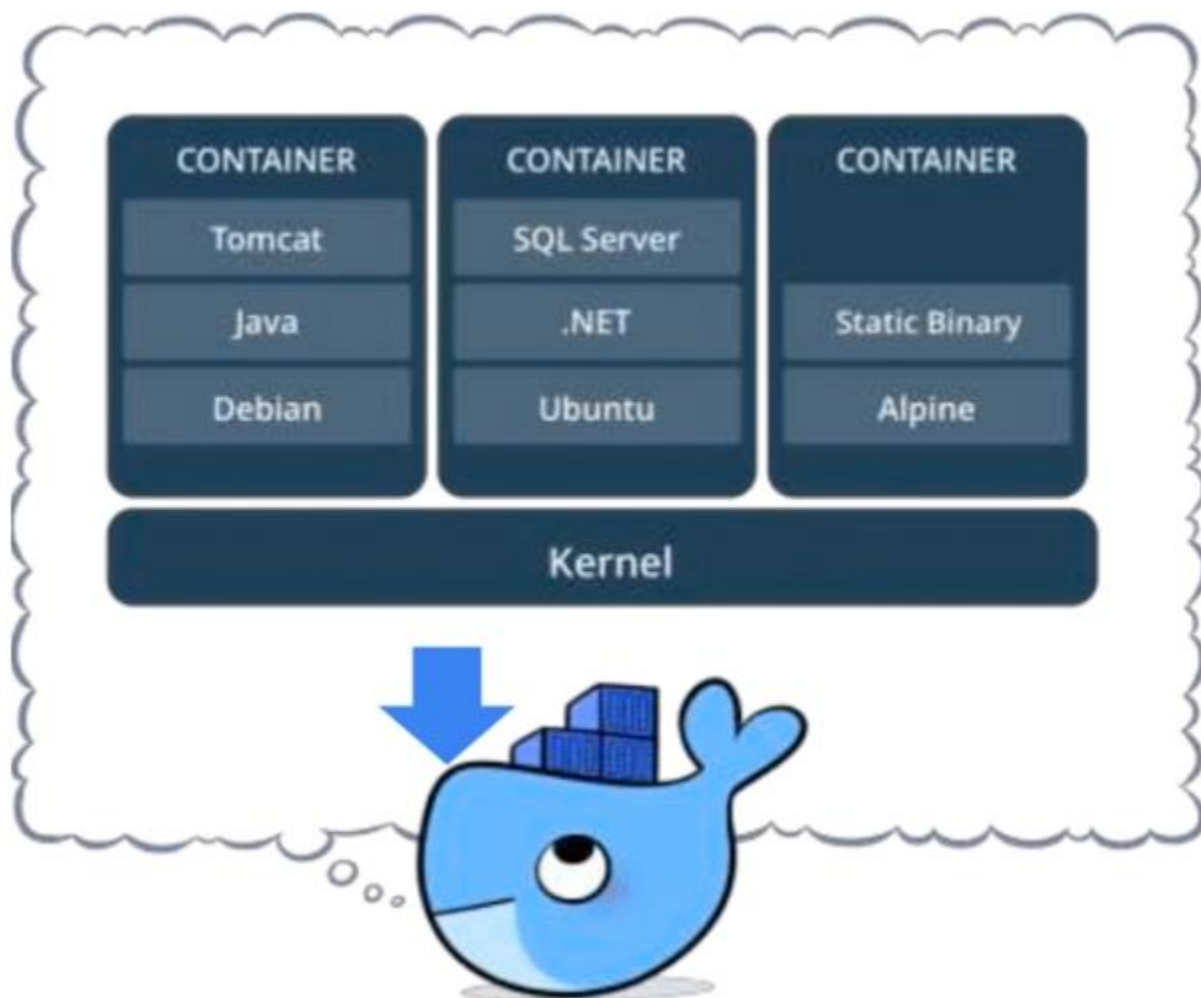 CONTAINER
Tomcat
Java
Debian
CONTAINER
SQL Server
.NET
Ubuntu
CONTAINER
Static Binary
Alpine
Kernel